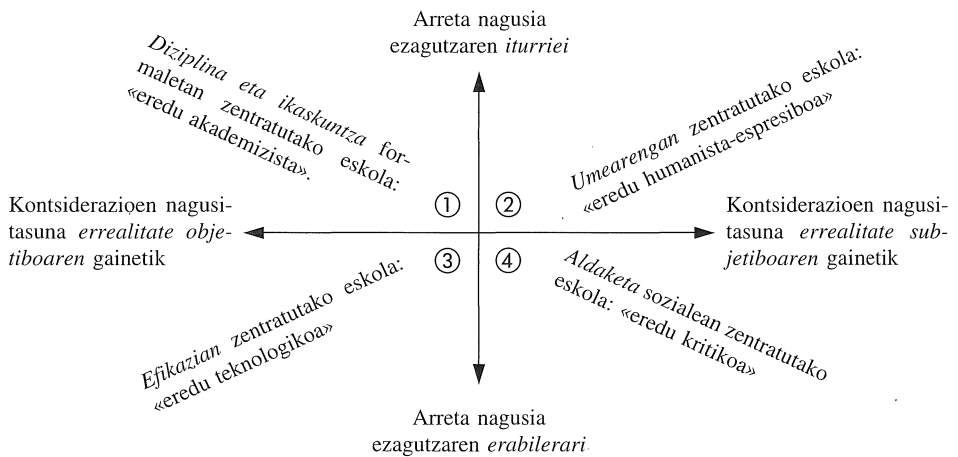 Arreta nagusia
ezagutzaren iturriei
Diziplina eta ikaskuntza for-
maletan zentratutako eskola:
«eredu akademizista».
Umearengan zentratutako eskola:
«eredu humanista-espresiboa»
Kontsiderazioen nagusi-
tasuna errealitate obje-
tiboaren gainetik
① ②
③ ④
Kontsiderazioen nagusi-
tasuna errealitate sub-
jetiboaren gainetik
Efikazian zentratutako eskola:
«eredu teknologikoa»
Aldaketa sozialean zentratutako
eskola: «eredu kritikoa»
Arreta nagusia
ezagutzaren erabilerari